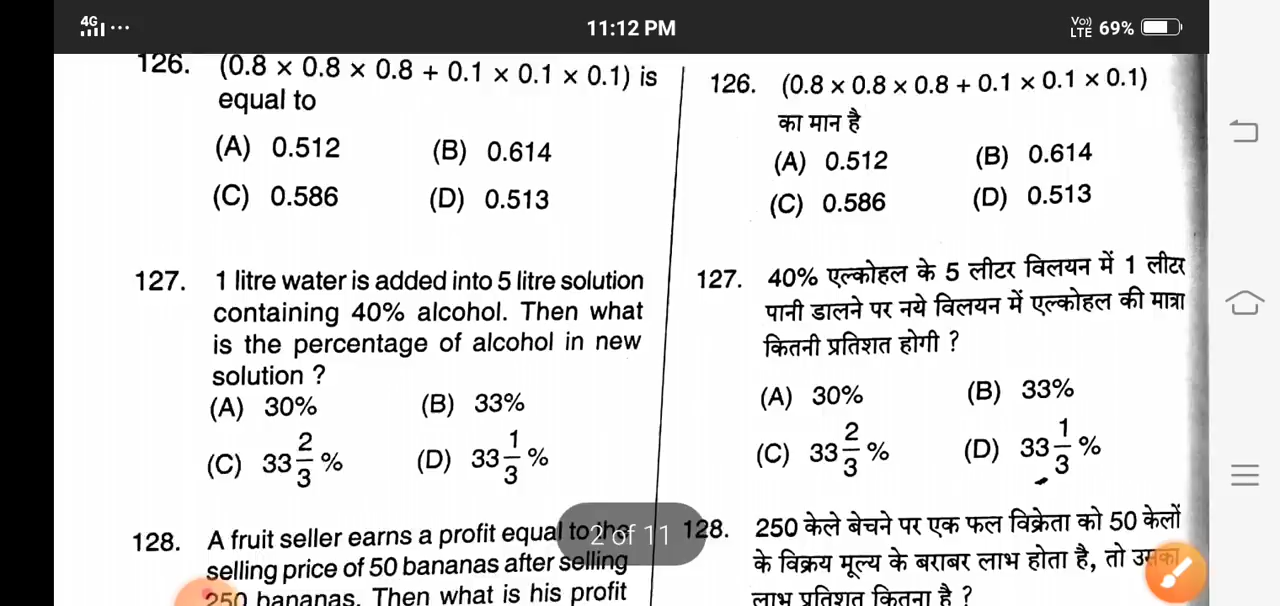 4G ...
11:12 PM
Vo)) LTE 69%
126. (0.8 × 0.8 × 0.8 + 0.1 × 0.1 × 0.1) is
equal to
(A) 0.512 (B) 0.614
(C) 0.586 (D) 0.513
127. 1 litre water is added into 5 litre solution
containing 40% alcohol. Then what
is the percentage of alcohol in new
solution ?
(A) 30% (B) 33%
(C) 33 2/3 % (D) 33 1/3 %
128. A fruit seller earns a profit equal to the
selling price of 50 bananas after selling
250 bananas. Then what is his profit
126. (0.8 × 0.8 × 0.8 + 0.1 × 0.1 × 0.1)
का मान है
(A) 0.512 (B) 0.614
(C) 0.586 (D) 0.513
127. 40% एल्कोहल के 5 लीटर विलयन में 1 लीटर
पानी डालने पर नये विलयन में एल्कोहल की मात्रा
कितनी प्रतिशत होगी ?
(A) 30% (B) 33%
(C) 33 2/3 % (D) 33 1/3 %
128. 250 केले बेचने पर एक फल विक्रेता को 50 केलों
के विक्रय मूल्य के बराबर लाभ होता है, तो उसका
लाभ प्रतिशत कितना है ?
2 of 11